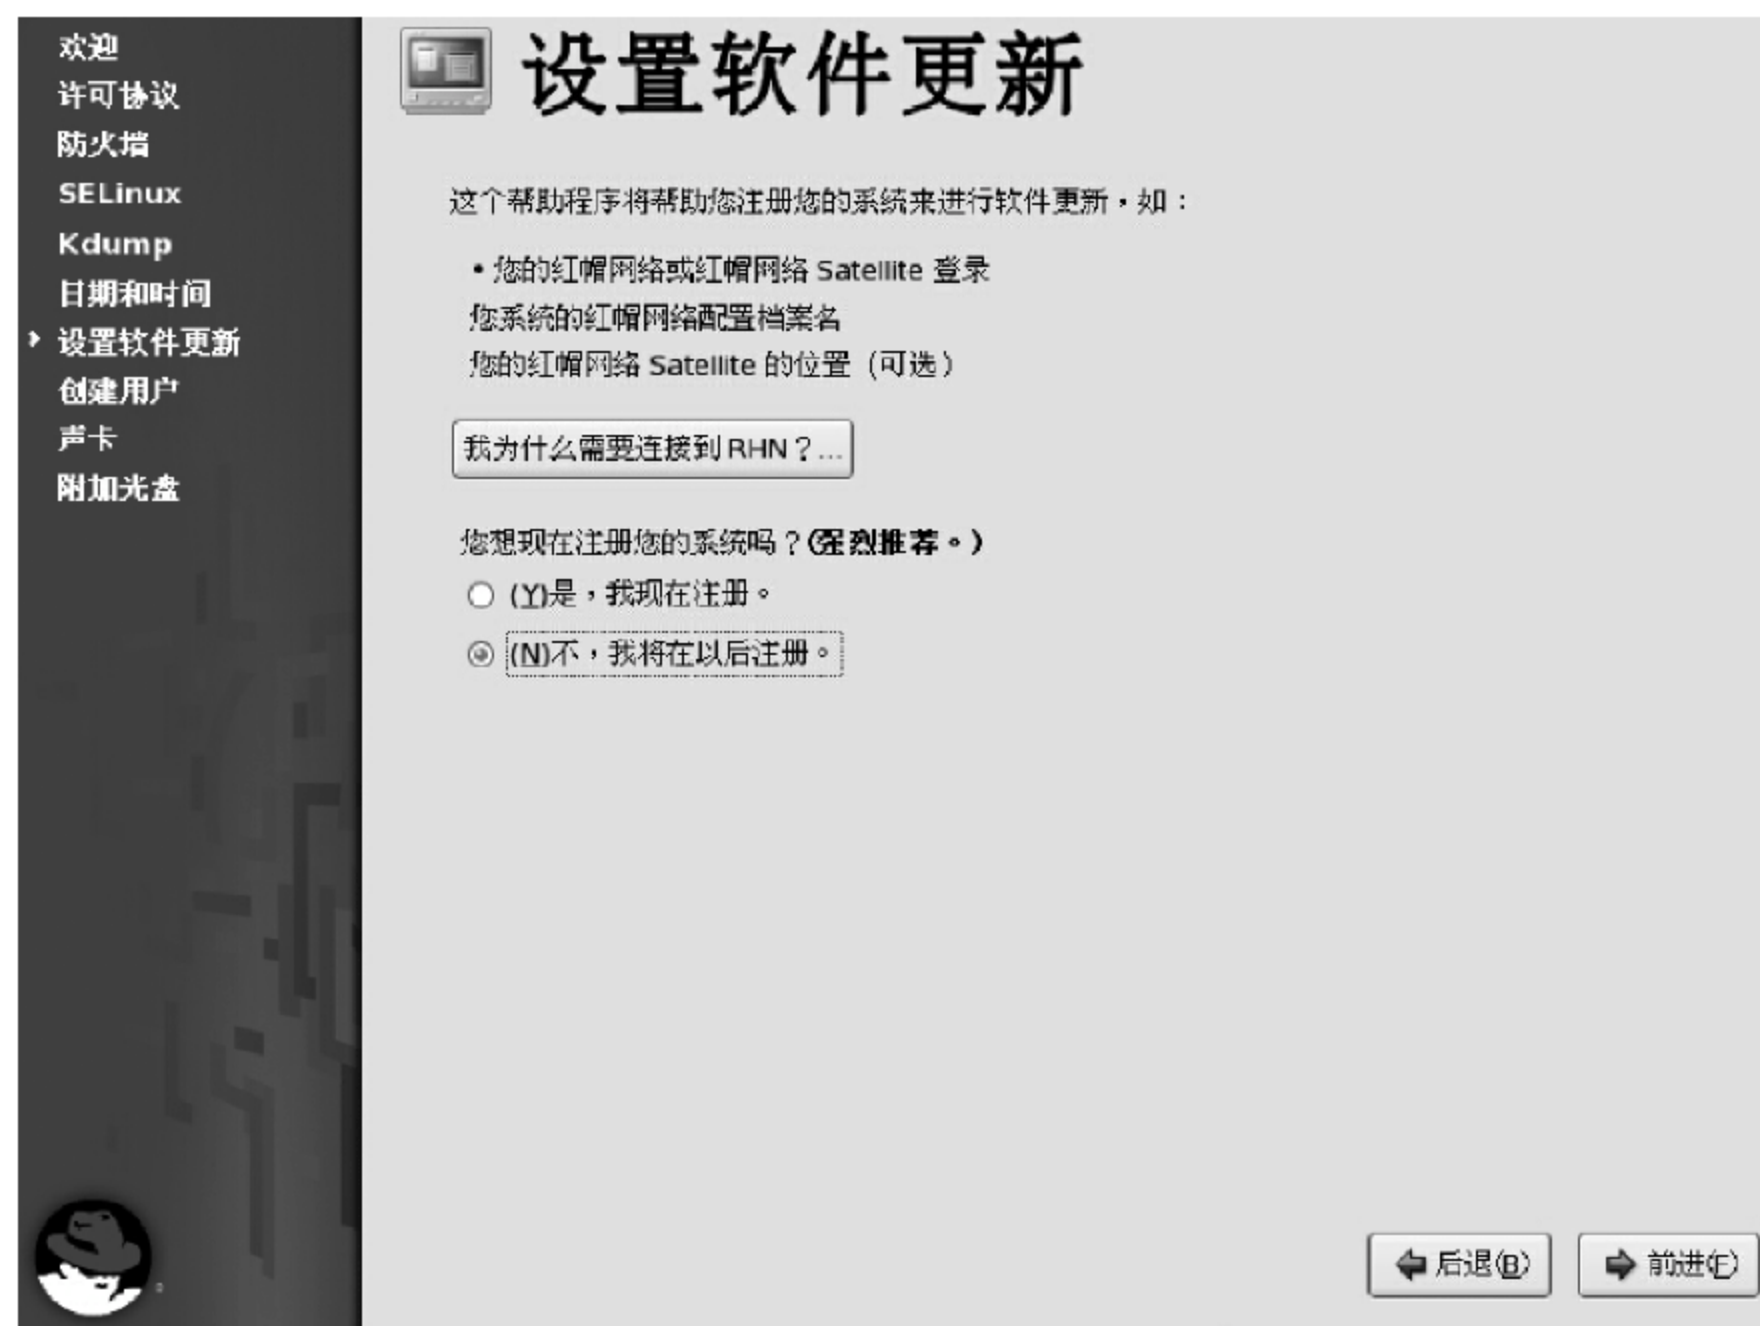 欢迎
许可协议
防火墙
SELinux
Kdump
日期和时间
设置软件更新
创建用户
声卡
附加光盘
设置软件更新
这个帮助程序将帮助您注册您的系统来进行软件更新，如：
• 您的红帽网络或红帽网络 Satellite 登录
您系统的红帽网络配置档案名
您的红帽网络 Satellite 的位置（可选）
我为什么需要连接到 RHN？...
您想现在注册您的系统吗？(强烈推荐。)
(Y)是，我现在注册。
(N)不，我将在以后注册。
后退(B)
前进(F)